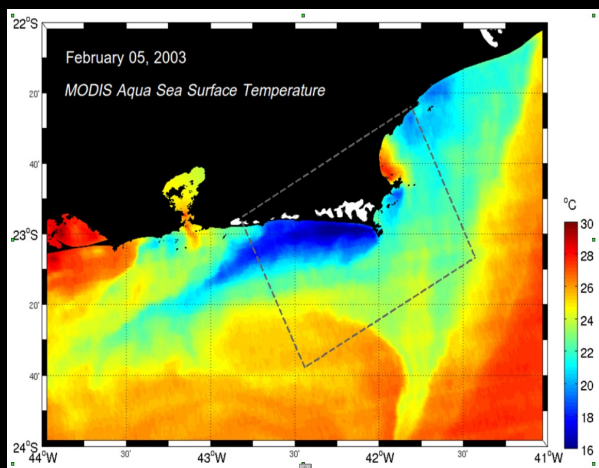 22°S
February 05, 2003
MODIS Aqua Sea Surface Temperature
20'
40'
23°S
20'
40'
24°S
44°W
30'
43°W
30'
42°W
30'
41°W
°C
30
28
26
24
22
20
18
16